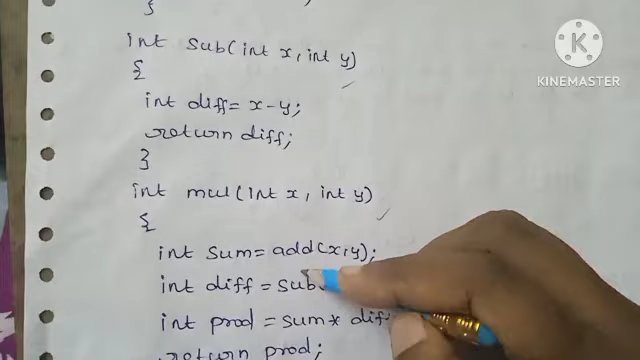 }
int sub(int x, int y)
{
int diff= x-y;
return diff;
}
int mul(int x, int y)
{
int sum= add(x,y);
int diff = sub
int prod = sum* dif
return prod;
K
KINEMASTER